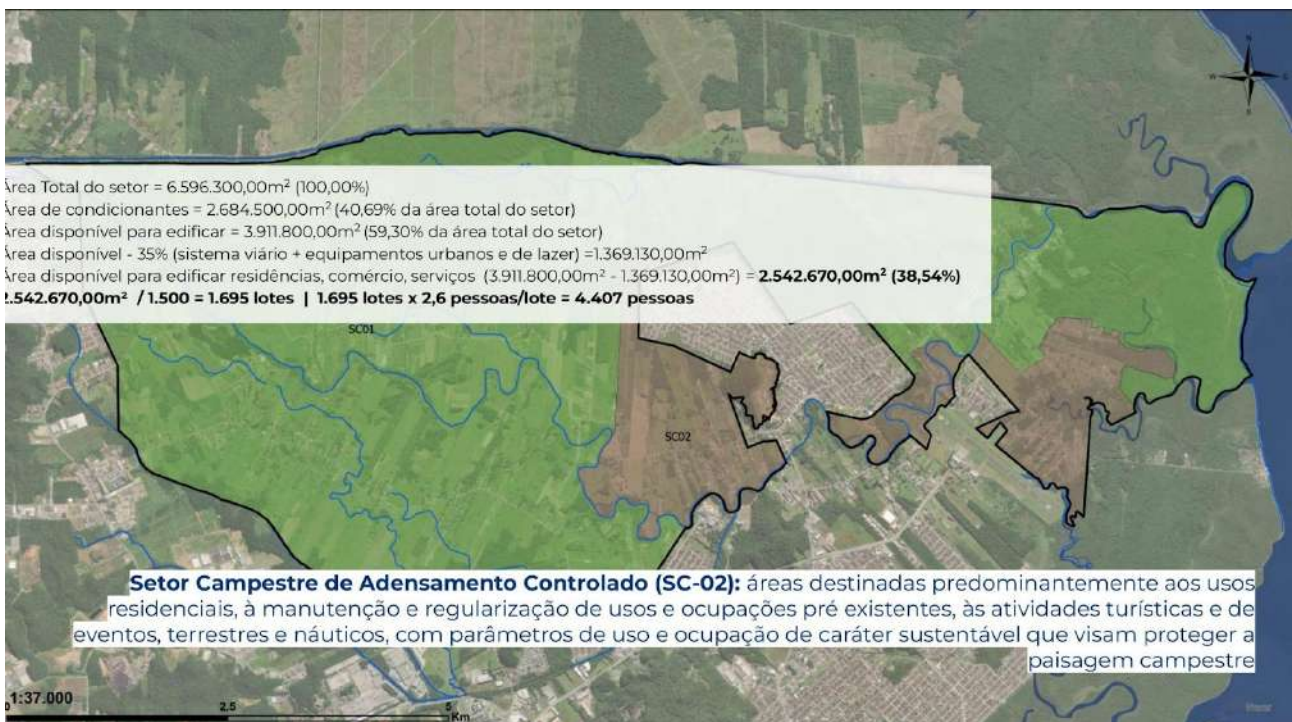 N
W
Área Total do setor = 6.596.300,00m² (100,00%)
Área de condicionantes = 2.684.500,00m² (40,69% da área total do setor)
Área disponível para edificar = 3.911.800,00m² (59,30% da área total do setor)
Área disponível - 35% (sistema viário + equipamentos urbanos e de lazer) =1.369.130,00m²
Área disponível para edificar residências, comércio, serviços (3.911.800,00m² - 1.369.130,00m²) = 2.542.670,00m² (38,54%)
2.542.670,00m² / 1.500 = 1.695 lotes | 1.695 lotes x 2,6 pessoas/lote = 4.407 pessoas
SC01
SC02
Setor Campestre de Adensamento Controlado (SC-02): áreas destinadas predominantemente aos usos
residenciais, à manutenção e regularização de usos e ocupações pré existentes, às atividades turísticas e de
eventos, terrestres e náuticos, com parâmetros de uso e ocupação de caráter sustentável que visam proteger a
paisagem campestre
1:37.000
0 2.5 5
Km